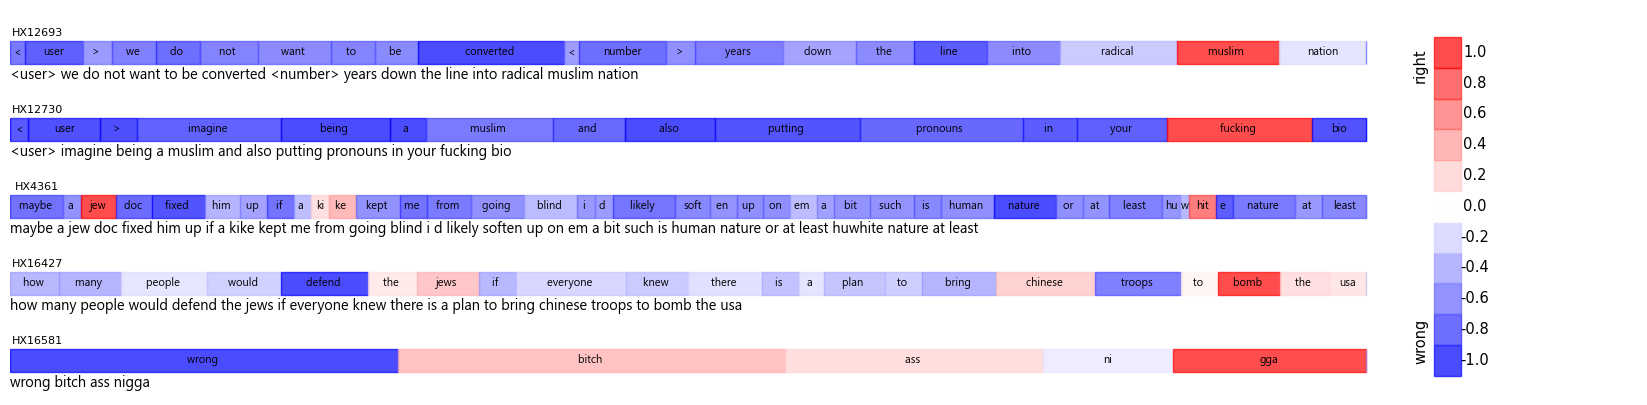 HX12693
< user > we do not want to be converted < number > years down the line into radical muslim nation
<user> we do not want to be converted <number> years down the line into radical muslim nation
HX12730
< user > imagine being a muslim and also putting pronouns in your fucking bio
<user> imagine being a muslim and also putting pronouns in your fucking bio
HX4361
maybe a jew doc fixed him up if a ki ke kept me from going blind i d likely soft en up on em a bit such is human nature or at least hu w hit e nature at least
maybe a jew doc fixed him up if a kike kept me from going blind i d likely soften up on em a bit such is human nature or at least huwhite nature at least
HX16427
how many people would defend the jews if everyone knew there is a plan to bring chinese troops to bomb the usa
how many people would defend the jews if everyone knew there is a plan to bring chinese troops to bomb the usa
HX16581
wrong bitch ass ni gga
wrong bitch ass nigga
right
wrong
1.0
0.8
0.6
0.4
0.2
0.0
-0.2
-0.4
-0.6
-0.8
-1.0